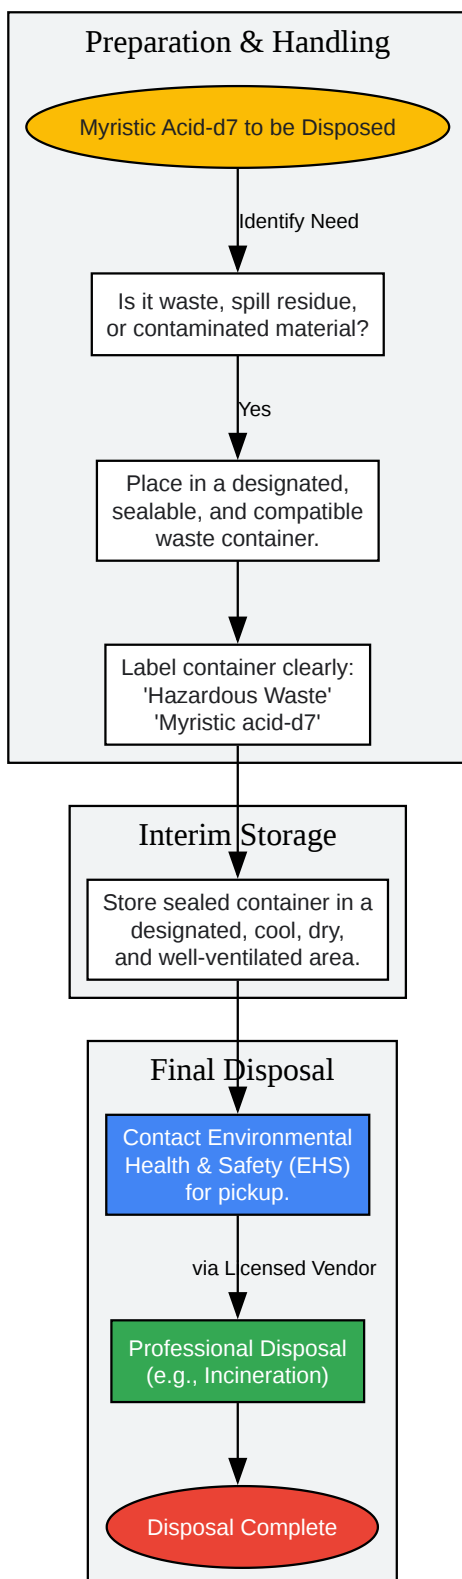 Preparation & Handling
Myristic Acid-d7 to be Disposed
Identify Need
Is it waste, spill residue,
or contaminated material?
Yes
Place in a designated,
sealable, and compatible
waste container.
Label container clearly:
'Hazardous Waste'
'Myristic acid-d7'
Interim Storage
Store sealed container in a
designated, cool, dry,
and well-ventilated area.
Final Disposal
Contact Environmental
Health & Safety (EHS)
for pickup.
via Licensed Vendor
Professional Disposal
(e.g., Incineration)
Disposal Complete